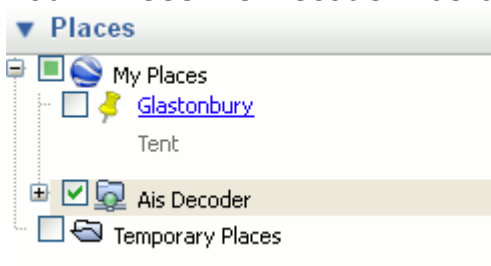 Places
My Places
Glastonbury
Tent
Ais Decoder
Temporary Places